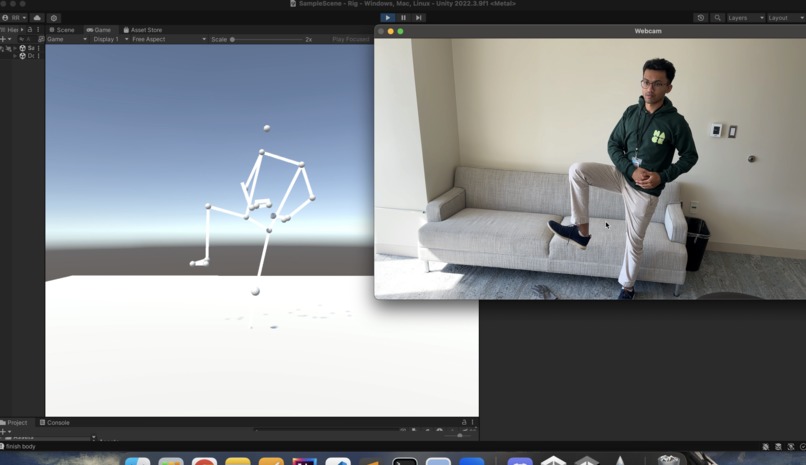 SampleScene - Rig - Windows, Mac, Linux - Unity 2022.3.9f1 <Metal>
RR
Layers
Layout
Scene
Game
Asset Store
Game
Display 1
Free Aspect
Scale
2x
Play Focused
Webcam
Project
Console
finish body